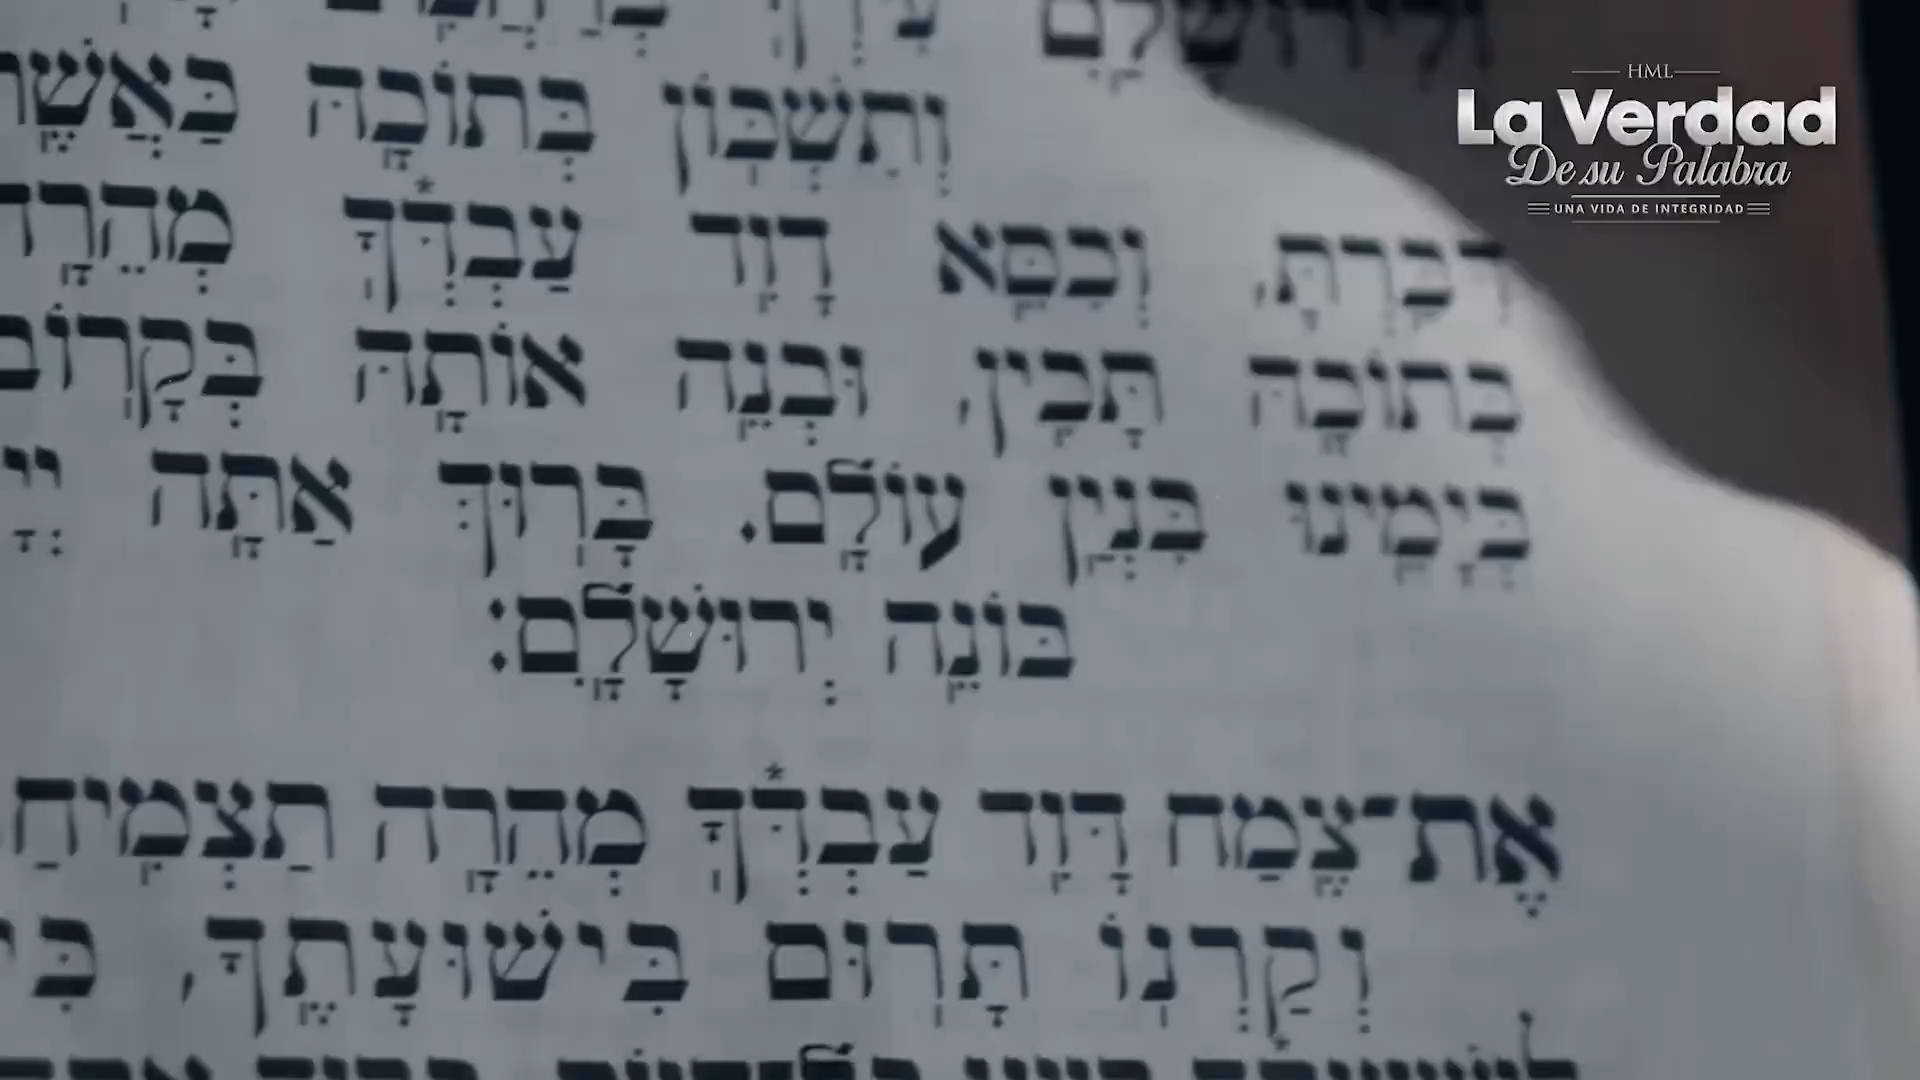 וְתִשְׁכּוֹן בְּתוֹכָהּ כַּאֲשֶׁר
דִּבַּרְתָּ, וְכִסֵּא דָוִד עַבְדְּךָ מְהֵרָה
בְּתוֹכָהּ תָּכִין, וּבְנֵה אוֹתָהּ בְּקָרוֹב
בְּיָמֵינוּ בִּנְיַן עוֹלָם. בָּרוּךְ אַתָּה יְיָ
בּוֹנֵה יְרוּשָׁלָיִם:
אֶת־צֶמַח דָּוִד עַבְדְּךָ מְהֵרָה תַצְמִיחַ
וְקַרְנוֹ תָּרוּם בִּישׁוּעָתֶךָ,
HML
La Verdad
De su Palabra
UNA VIDA DE INTEGRIDAD